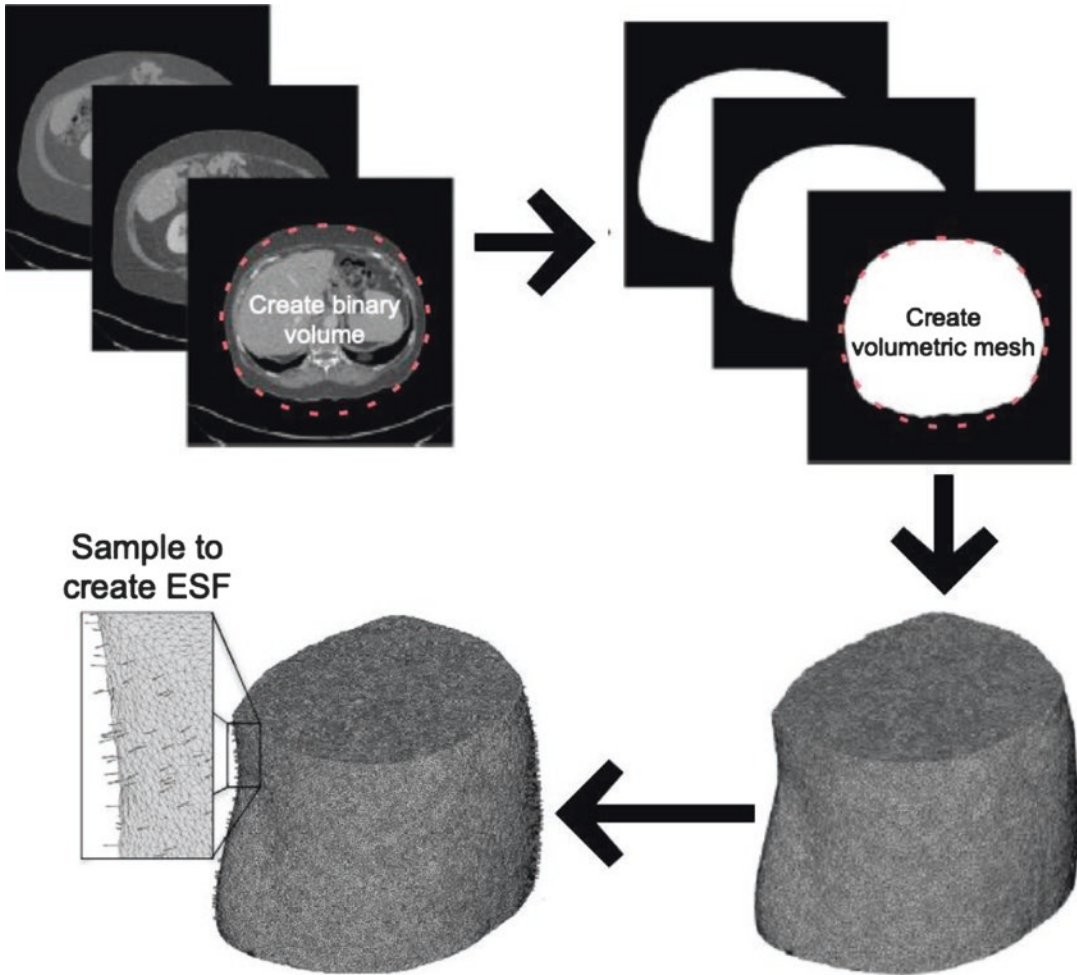 Create binary
volume
Create
volumetric mesh
Sample to
create ESF